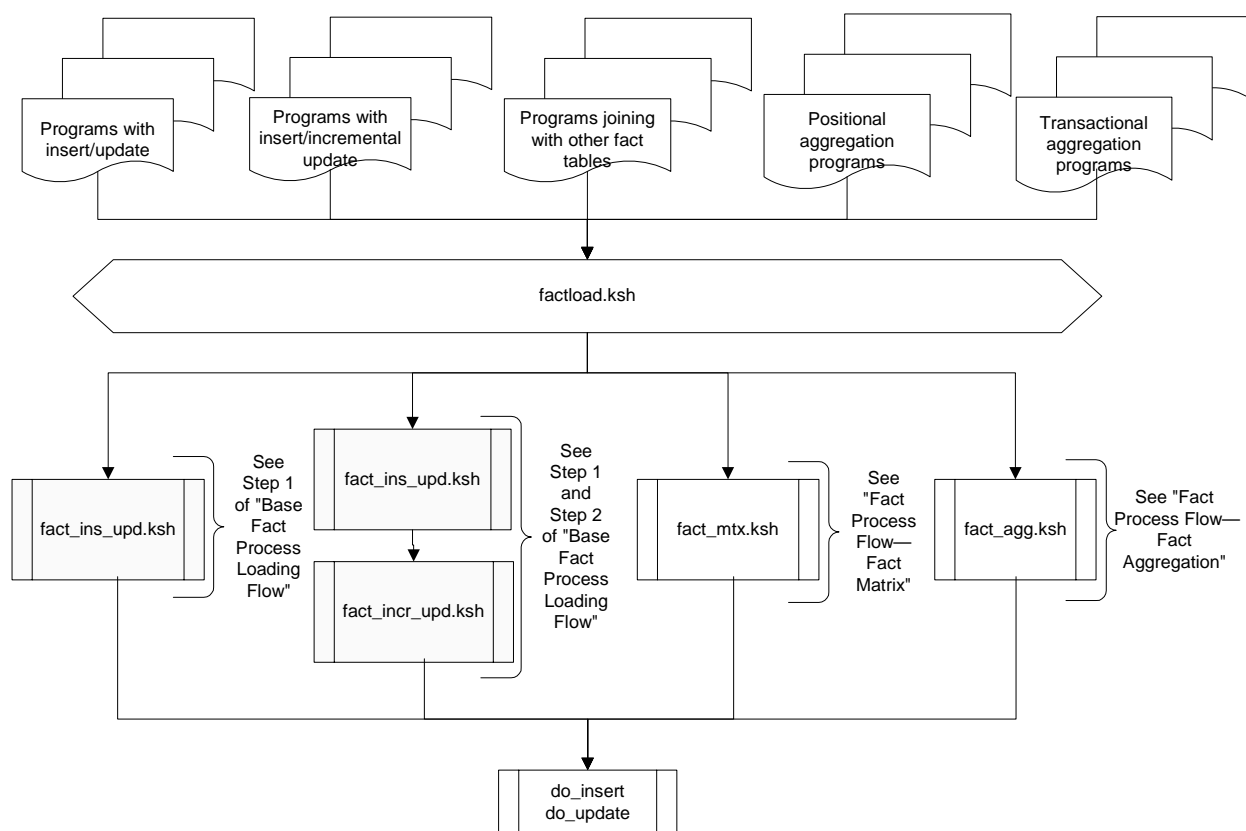 Programs with
insert/update
Programs with
insert/incremental
update
Programs joining
with other fact
tables
Positional
aggregation
programs
Transactional
aggregation
programs
factload.ksh
fact_ins_upd.ksh
See
Step 1
of "Base
Fact
Process
Loading
Flow"
fact_ins_upd.ksh
fact_incr_upd.ksh
See
Step 1
and
Step 2
of "Base
Fact
Process
Loading
Flow"
fact_mtx.ksh
See
"Fact
Process
Flow—
Fact
Matrix"
fact_agg.ksh
See "Fact
Process Flow—
Fact
Aggregation"
do_insert
do_update